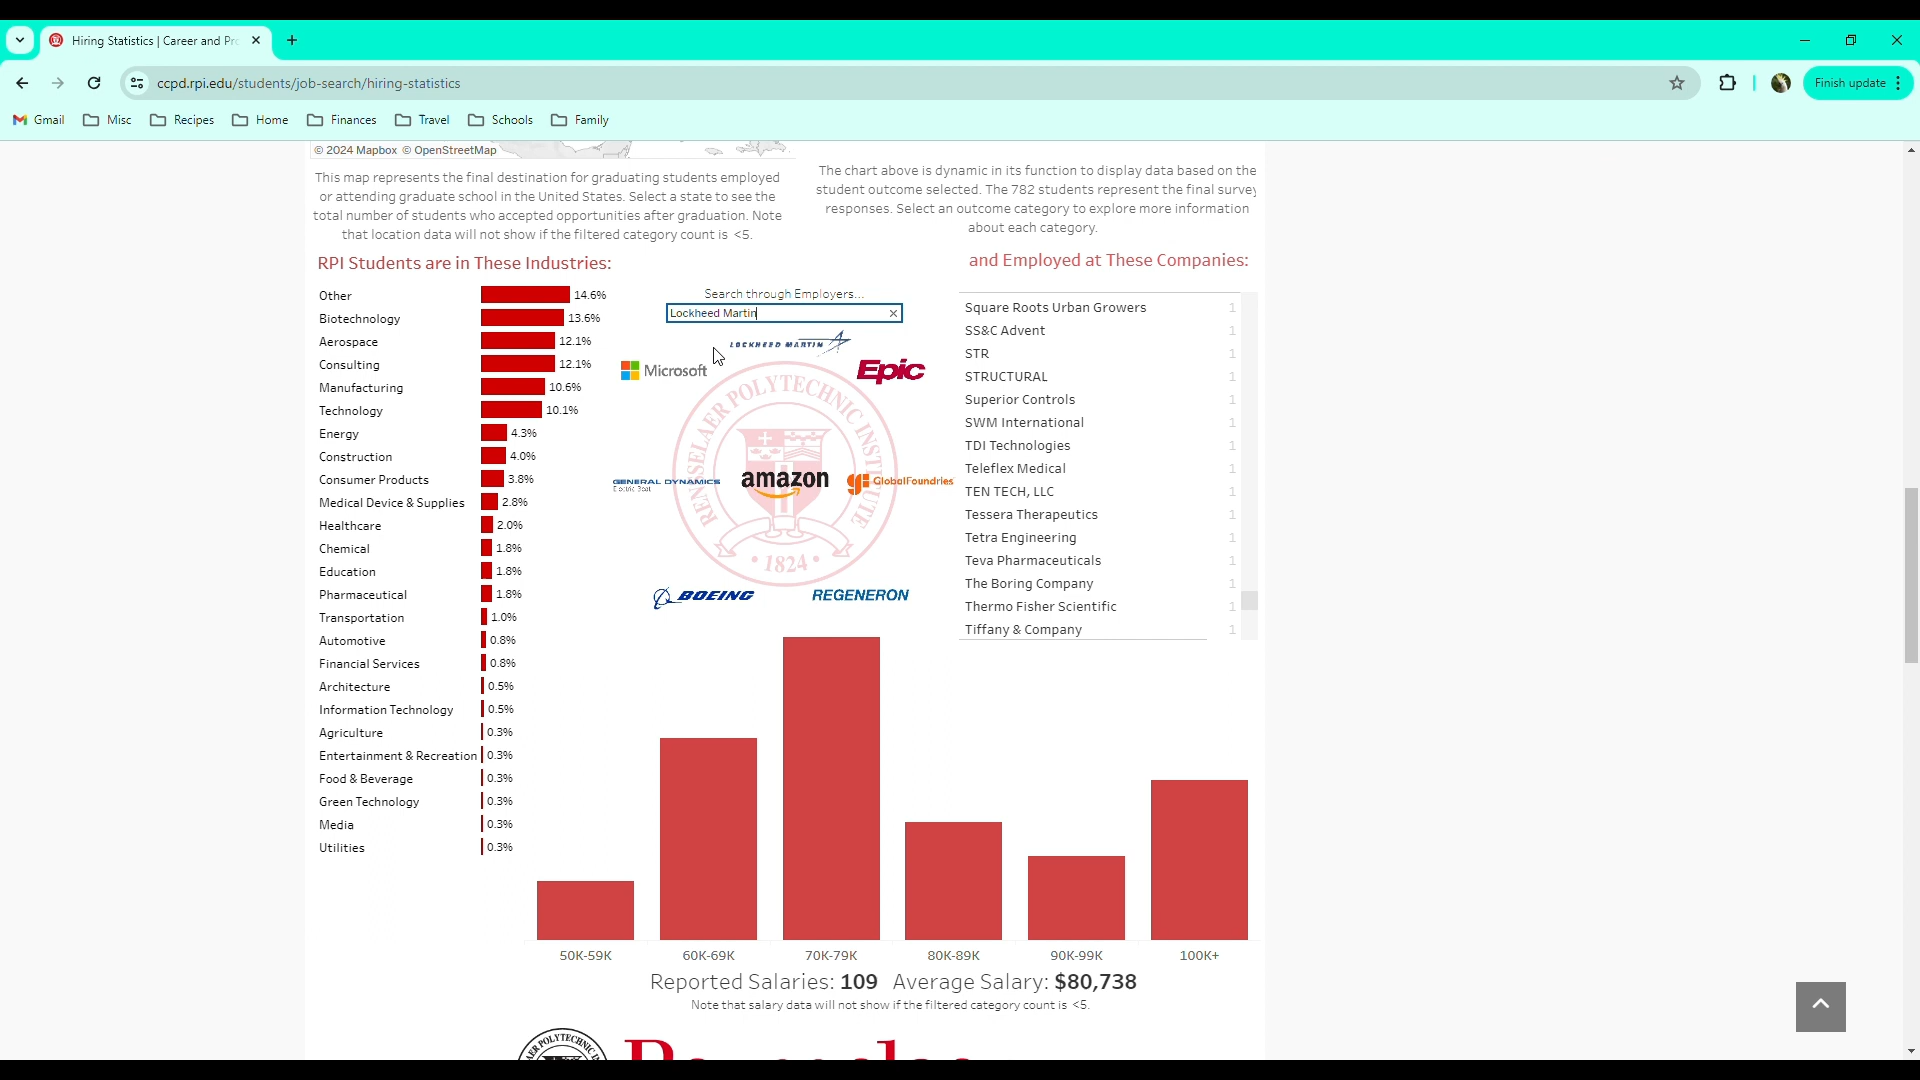 Hiring Statistics | Career and Pr
ccpd.rpi.edu/students/job-search/hiring-statistics
Finish update
Gmail
Misc
Recipes
Home
Finances
Travel
Schools
Family
© 2024 Mapbox © OpenStreetMap
This map represents the final destination for graduating students employed
or attending graduate school in the United States. Select a state to see the
total number of students who accepted opportunities after graduation. Note
that location data will not show if the filtered category count is <5.
The chart above is dynamic in its function to display data based on the
student outcome selected. The 782 students represent the final survey
responses. Select an outcome category to explore more information
about each category.
RPI Students are in These Industries:
Other 14.6%
Biotechnology 13.6%
Aerospace 12.1%
Consulting 12.1%
Manufacturing 10.6%
Technology 10.1%
Energy 4.3%
Construction 4.0%
Consumer Products 3.8%
Medical Device & Supplies 2.8%
Healthcare 2.0%
Chemical 1.8%
Education 1.8%
Pharmaceutical 1.8%
Transportation 1.0%
Automotive 0.8%
Financial Services 0.8%
Architecture 0.5%
Information Technology 0.5%
Agriculture 0.3%
Entertainment & Recreation 0.3%
Food & Beverage 0.3%
Green Technology 0.3%
Media 0.3%
Utilities 0.3%
Search through Employers...
Lockheed Martin
LOCKHEED MARTIN
Microsoft
Epic
RENSSELAER POLYTECHNIC INSTITUTE
GENERAL DYNAMICS
Electric Boat
amazon
GlobalFoundries
• 1824 •
BOEING
REGENERON
and Employed at These Companies:
Square Roots Urban Growers 1
SS&C Advent 1
STR 1
STRUCTURAL 1
Superior Controls 1
SWM International 1
TDI Technologies 1
Teleflex Medical 1
TEN TECH, LLC 1
Tessera Therapeutics 1
Tetra Engineering 1
Teva Pharmaceuticals 1
The Boring Company 1
Thermo Fisher Scientific 1
Tiffany & Company 1
50K-59K
60K-69K
70K-79K
80K-89K
90K-99K
100K+
Reported Salaries: 109 Average Salary: $80,738
Note that salary data will not show if the filtered category count is <5.